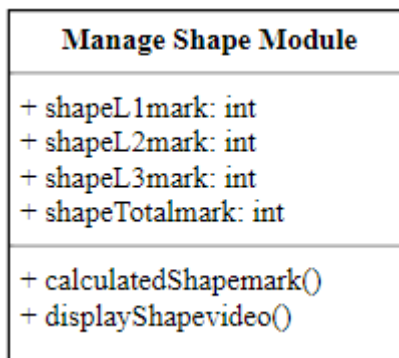 Manage Shape Module
+ shapeL1mark: int
+ shapeL2mark: int
+ shapeL3mark: int
+ shapeTotalmark: int
+ calculatedShapemark()
+ displayShapevideo()